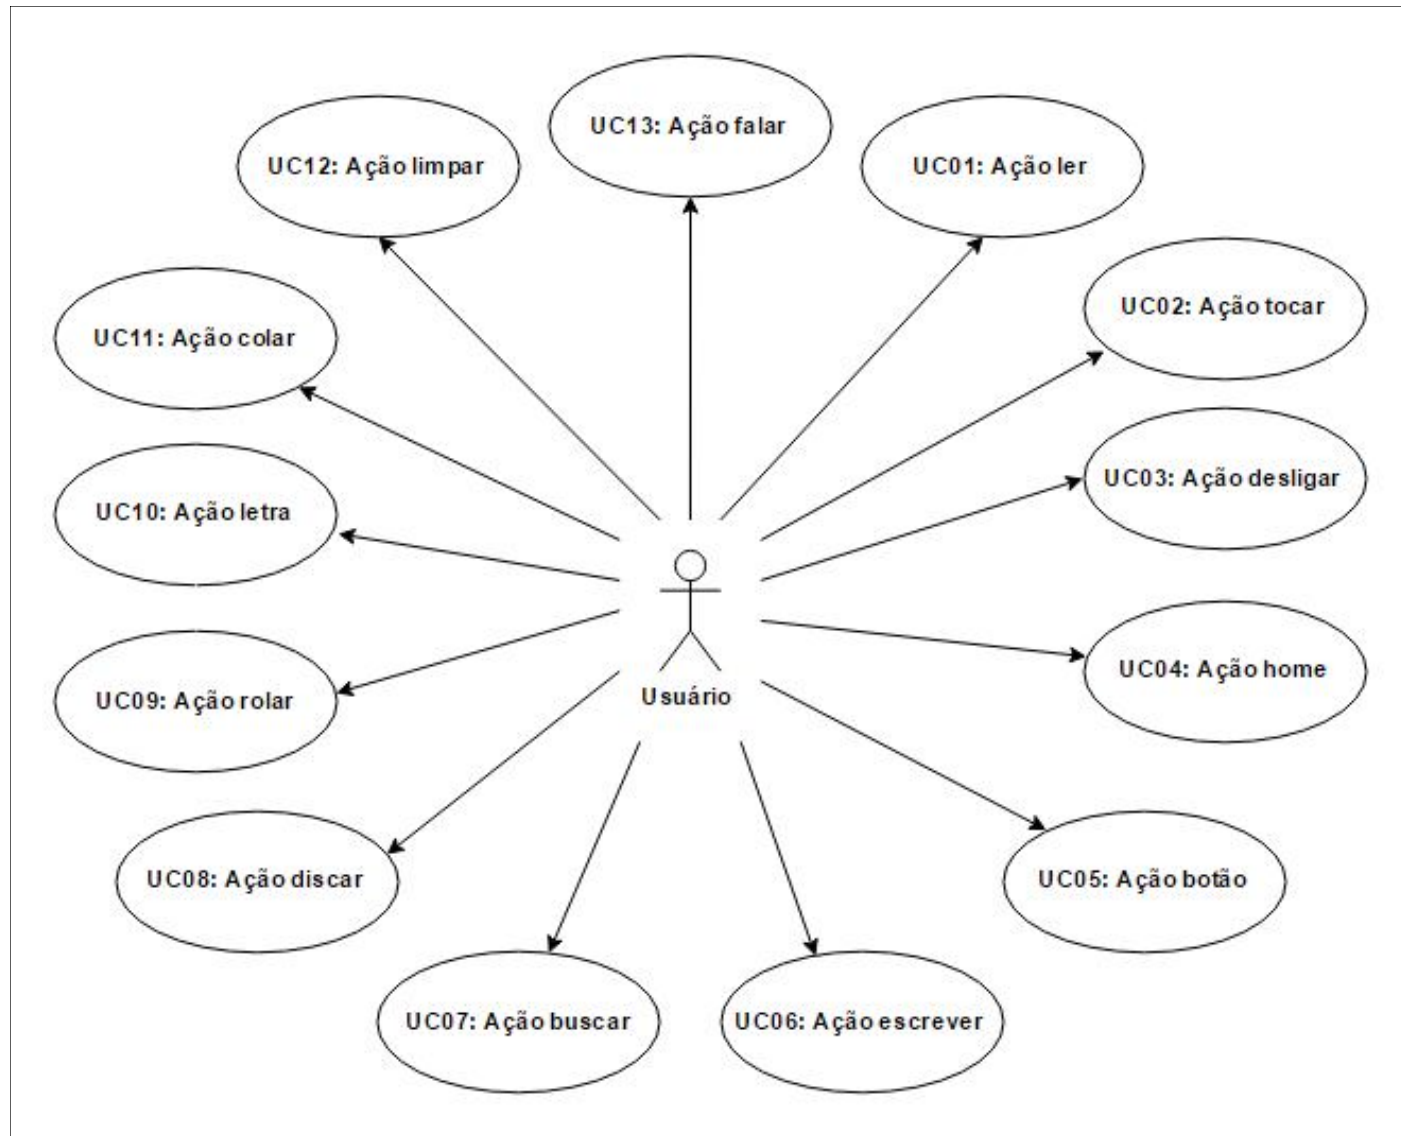 UC13: Ação falar
UC12: Ação limpar
UC01: Ação ler
UC02: Ação tocar
UC11: Ação colar
UC03: Ação desligar
UC10: Ação letra
UC04: Ação home
Usuário
UC09: Ação rolar
UC08: Ação discar
UC05: Ação botão
UC07: Ação buscar
UC06: Ação escrever